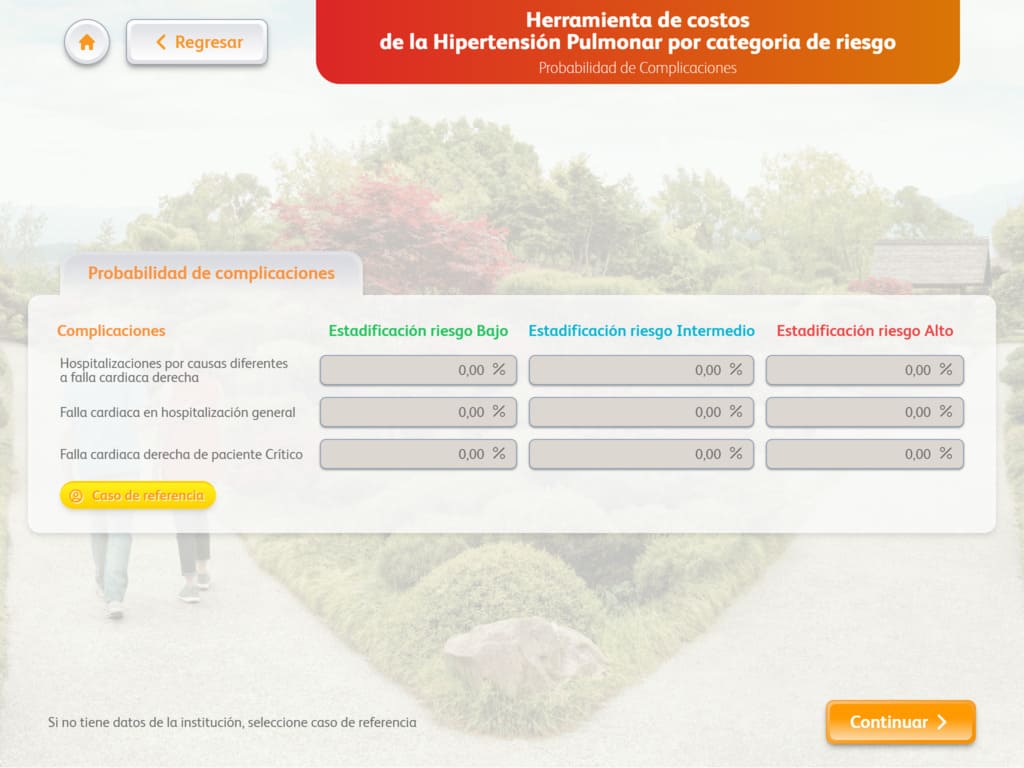 Regresar
Herramienta de costos
de la Hipertensión Pulmonar por categoria de riesgo
Probabilidad de Complicaciones
Probabilidad de complicaciones
Complicaciones Estadificación riesgo Bajo Estadificación riesgo Intermedio Estadificación riesgo Alto
Hospitalizaciones por causas diferentes
a falla cardiaca derecha
0,00 % 0,00 % 0,00 %
Falla cardiaca en hospitalización general 0,00 % 0,00 % 0,00 %
Falla cardiaca derecha de paciente Crítico 0,00 % 0,00 % 0,00 %
Caso de referencia
Si no tiene datos de la institución, seleccione caso de referencia
Continuar